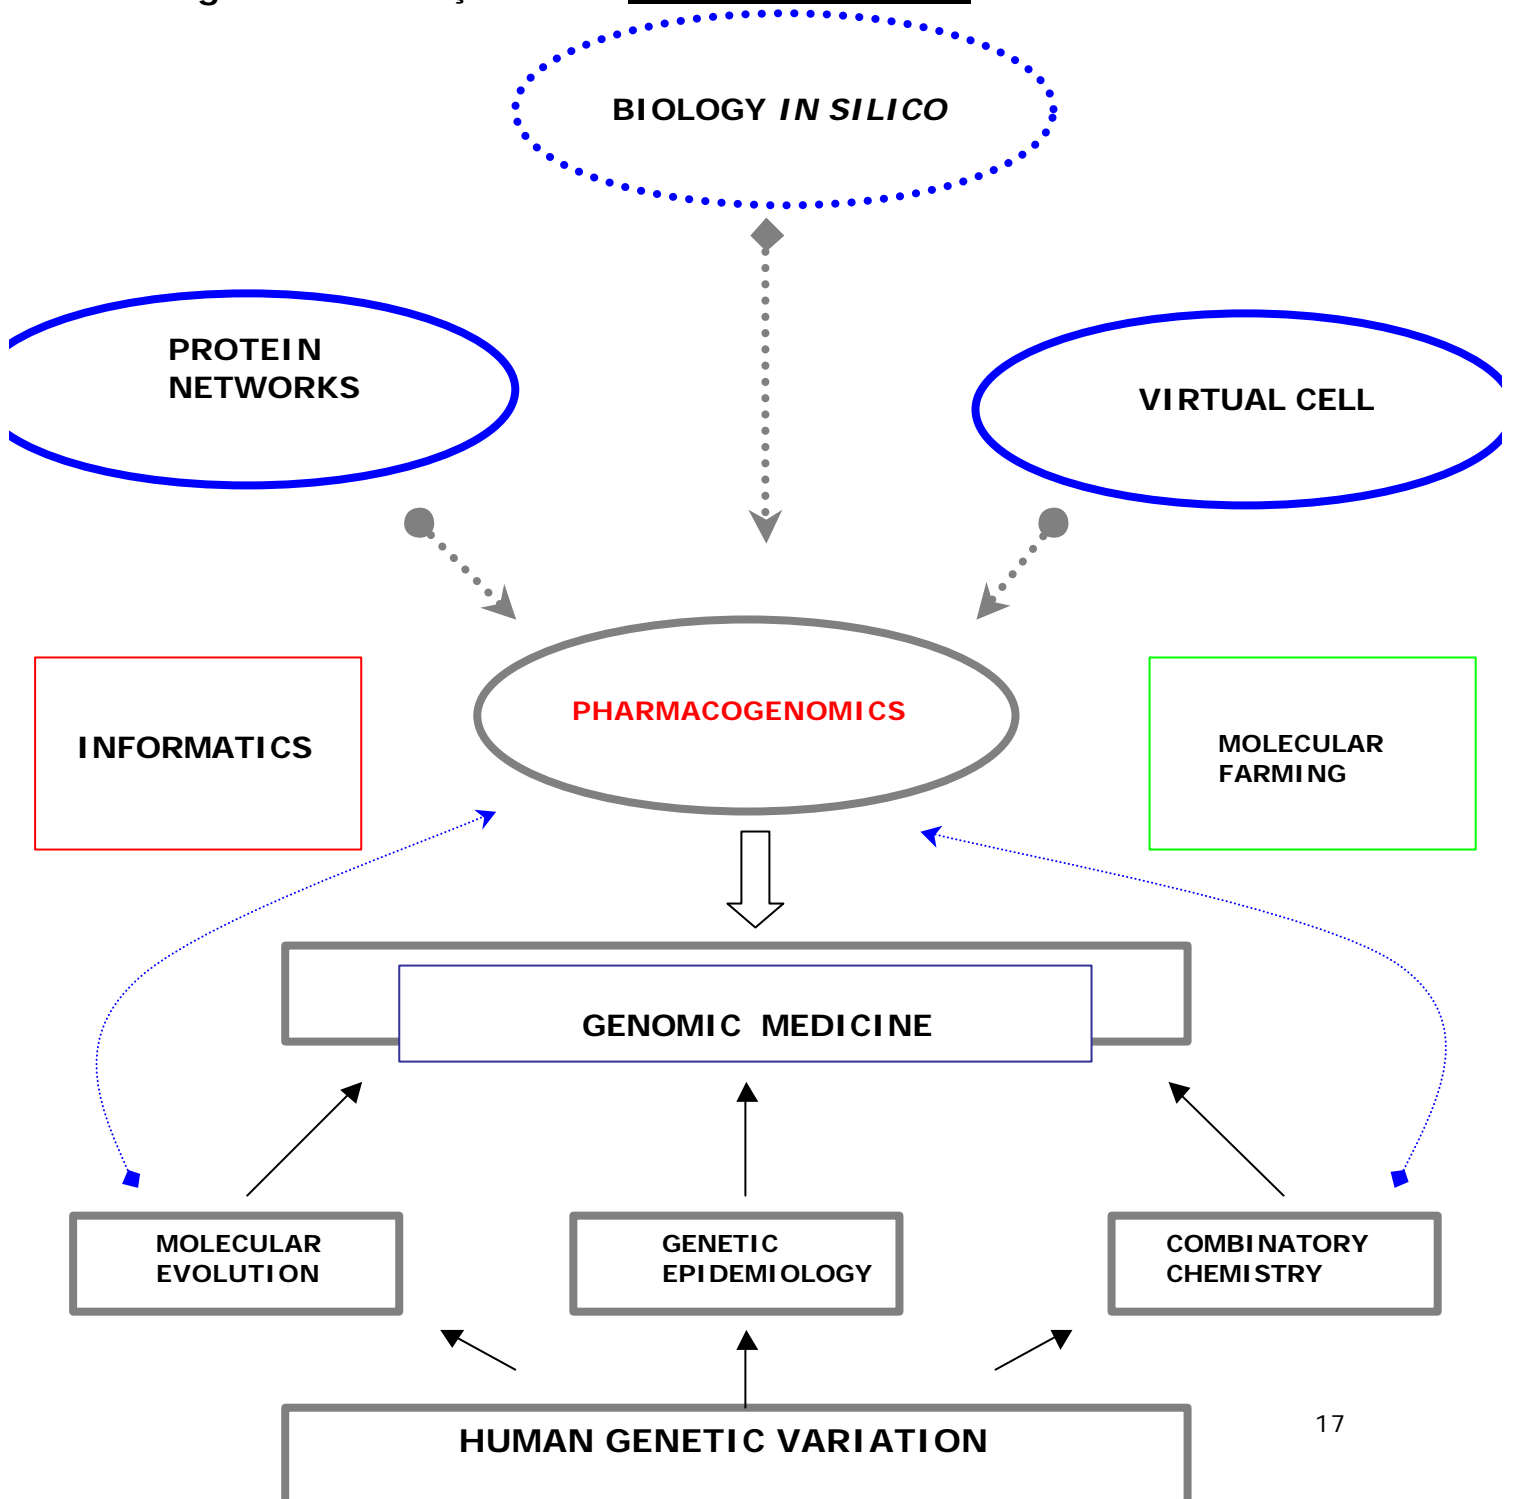 BIOLOGY IN SILICO
PROTEIN
NETWORKS
VIRTUAL CELL
PHARMACOGENOMICS
INFORMATICS
MOLECULAR
FARMING
GENOMIC MEDICINE
MOLECULAR
EVOLUTION
GENETIC
EPIDEMIOLOGY
COMBINATORY
CHEMISTRY
HUMAN GENETIC VARIATION
17